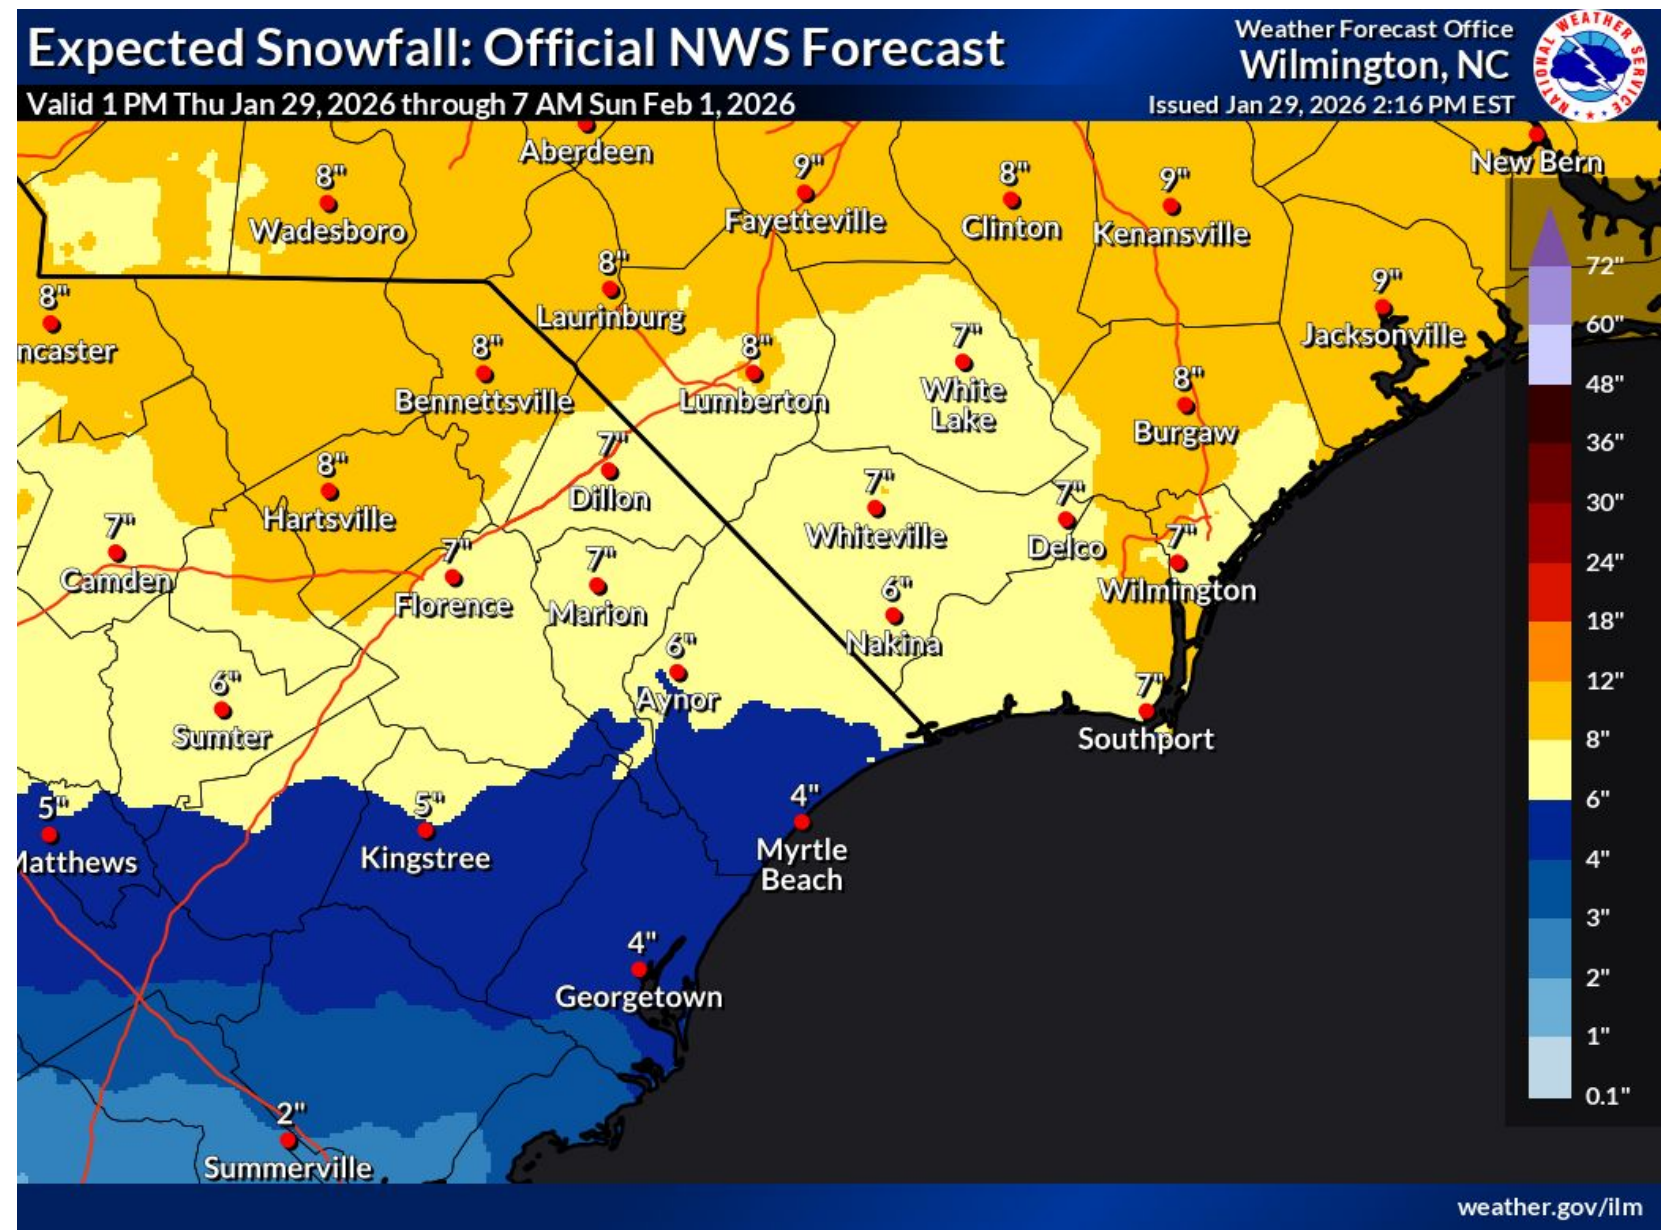 Expected Snowfall: Official NWS Forecast
Valid 1 PM Thu Jan 29, 2026 through 7 AM Sun Feb 1, 2026
Weather Forecast Office
Wilmington, NC
Issued Jan 29, 2026 2:16 PM EST
NATIONAL WEATHER SERVICE
Aberdeen
New Bern
8"
Wadesboro
9"
Fayetteville
8"
Clinton
9"
Kenansville
8"
ncaster
8"
Laurinburg
9"
Jacksonville
8"
Bennettsville
8"
Lumberton
7"
White
Lake
8"
Burgaw
8"
Hartsville
7"
Dillon
7"
Whiteville
7"
Delco
7"
Wilmington
7"
Camden
7"
Florence
7"
Marion
6"
Nakina
6"
Sumter
6"
Aynor
7"
Southport
5"
Matthews
5"
Kingstree
4"
Myrtle
Beach
4"
Georgetown
2"
Summerville
72"
60"
48"
36"
30"
24"
18"
12"
8"
6"
4"
3"
2"
1"
0.1"
weather.gov/ilm